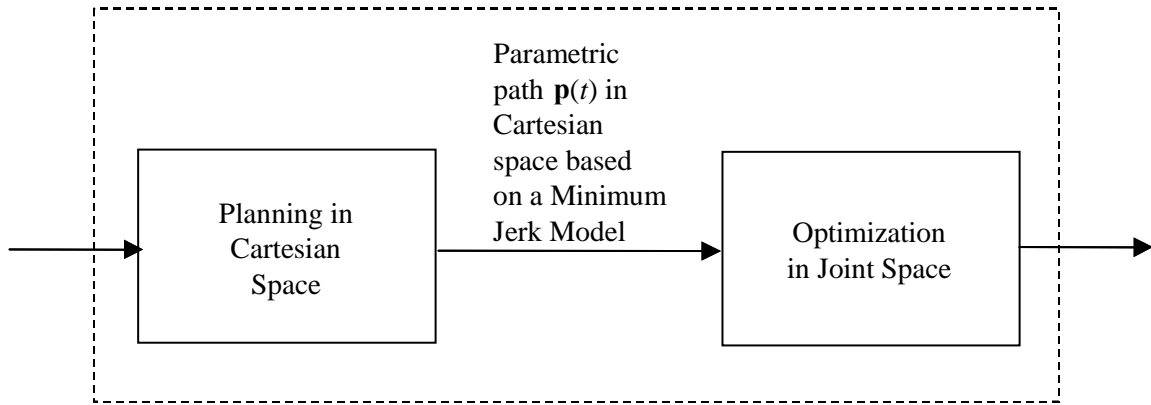 Parametric
path p(t) in
Cartesian
space based
on a Minimum
Jerk Model
Planning in
Cartesian
Space
Optimization
in Joint Space